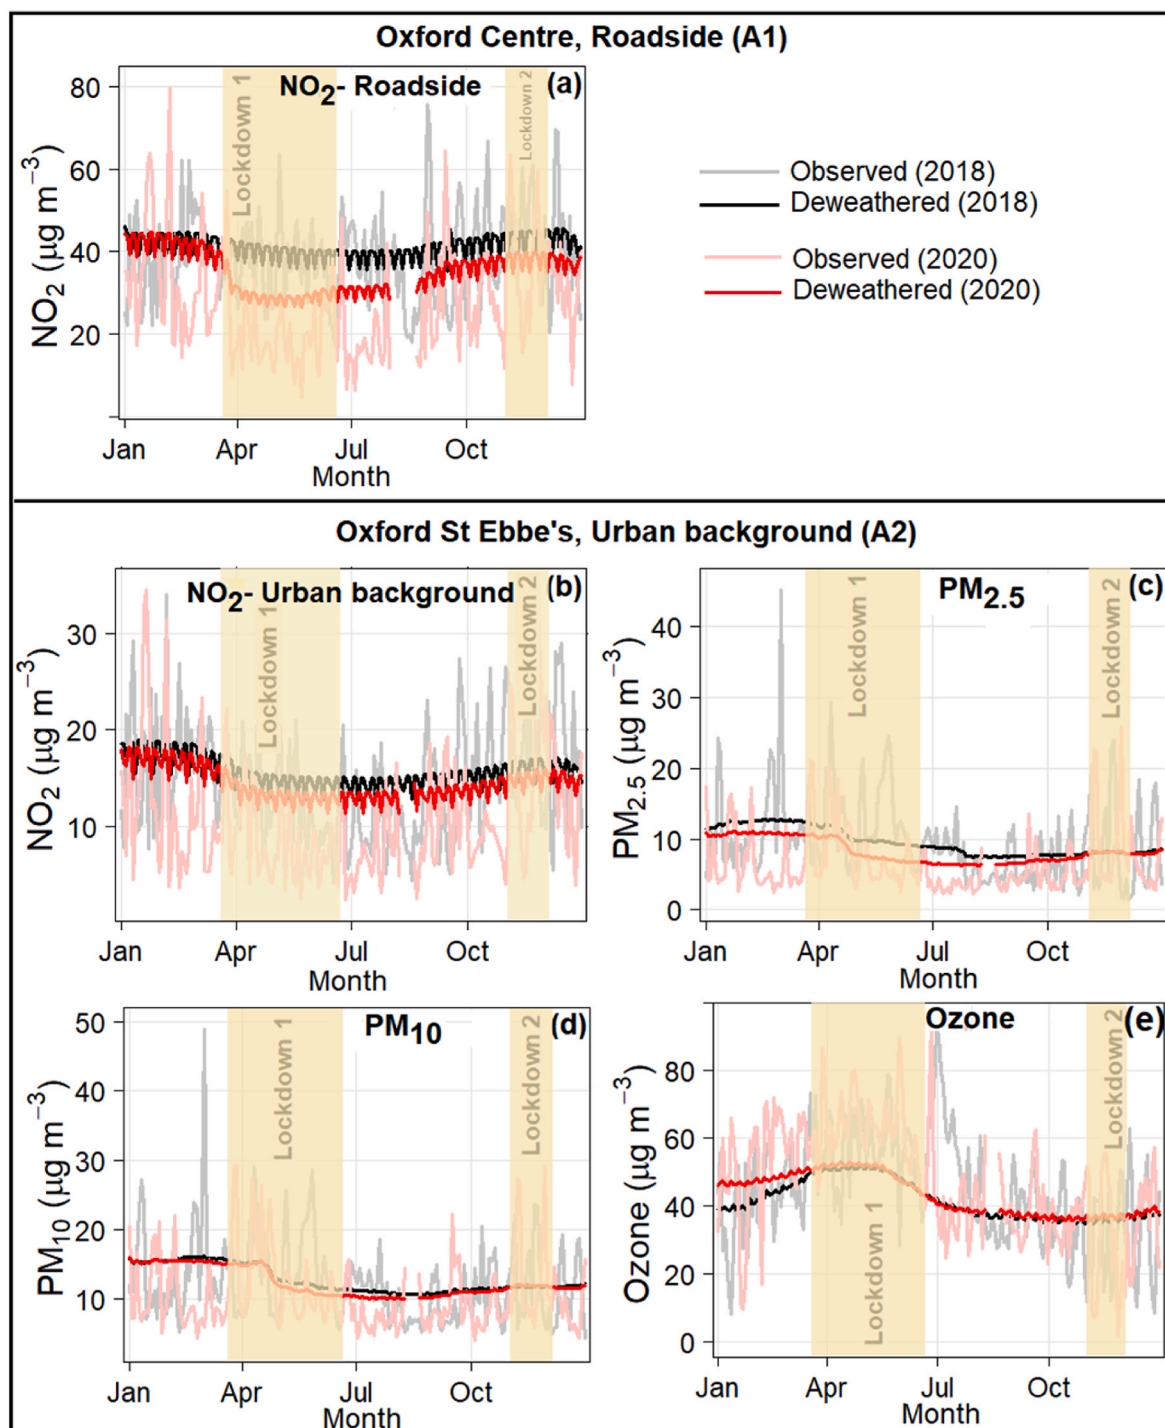 Oxford Centre, Roadside (A1)
NO2- Roadside
(a)
Lockdown 1
Lockdown 2
NO2 (µg m−3)
80
60
40
20
Jan Apr Jul Oct
Month
Observed (2018)
Deweathered (2018)
Observed (2020)
Deweathered (2020)
Oxford St Ebbe's, Urban background (A2)
NO2- Urban background
(b)
Lockdown 1
Lockdown 2
NO2 (µg m−3)
30
20
10
Jan Apr Jul Oct
Month
PM2.5
(c)
Lockdown 1
Lockdown 2
PM2.5 (µg m−3)
40
30
20
10
0
Jan Apr Jul Oct
Month
PM10
(d)
Lockdown 1
Lockdown 2
PM10 (µg m−3)
50
40
30
20
10
Jan Apr Jul Oct
Month
Ozone
(e)
Lockdown 1
Lockdown 2
Ozone (µg m−3)
80
60
40
20
0
Jan Apr Jul Oct
Month